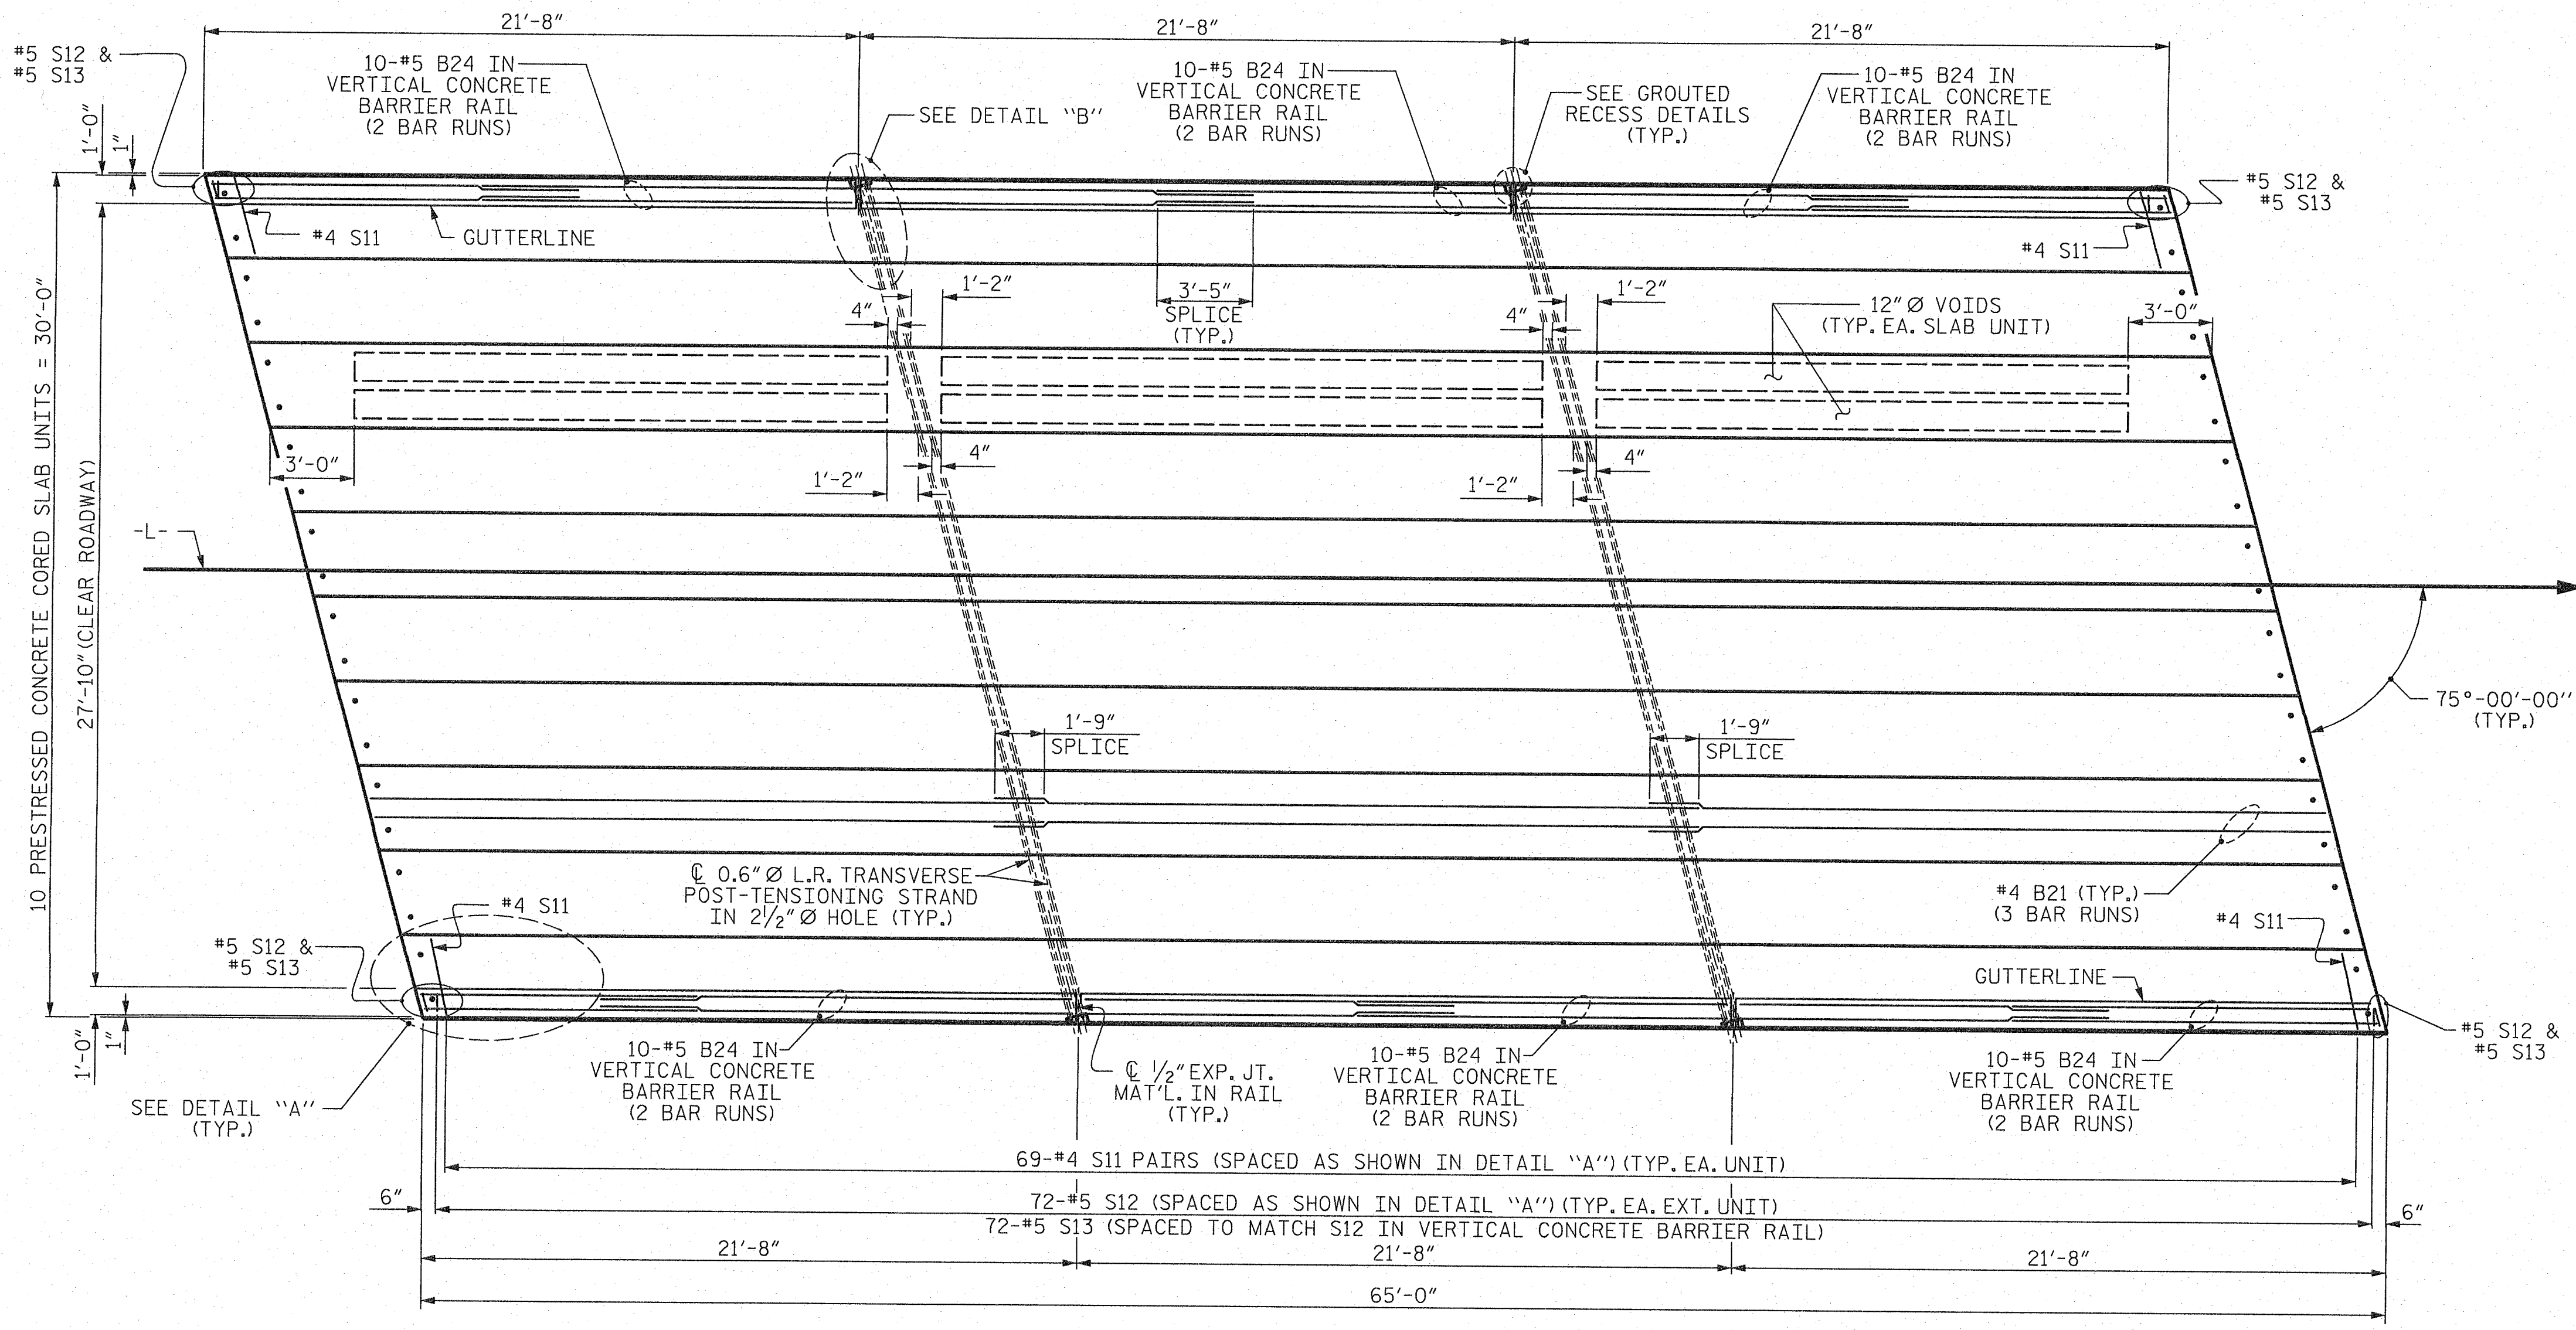 21'-8"
21'-8"
21'-8"
#5 S12 &
#5 S13
10-#5 B24 IN
VERTICAL CONCRETE
BARRIER RAIL
(2 BAR RUNS)
SEE DETAIL "B"
10-#5 B24 IN
VERTICAL CONCRETE
BARRIER RAIL
(2 BAR RUNS)
SEE GROUTED
RECESS DETAILS
(TYP.)
10-#5 B24 IN
VERTICAL CONCRETE
BARRIER RAIL
(2 BAR RUNS)
1'-0"
1"
#5 S12 &
#5 S13
#4 S11
GUTTERLINE
#4 S11
1'-2"
4"
3'-5"
SPLICE
(TYP.)
1'-2"
4"
12" Ø VOIDS
(TYP. EA. SLAB UNIT)
3'-0"
10 PRESTRESSED CONCRETE CORED SLAB UNITS = 30'-0"
27'-10" (CLEAR ROADWAY)
3'-0"
4"
1'-2"
4"
1'-2"
-L-
75°-00'-00"
(TYP.)
1'-9"
SPLICE
1'-9"
SPLICE
℄ 0.6" Ø L.R. TRANSVERSE
POST-TENSIONING STRAND
IN 2 1/2" Ø HOLE (TYP.)
#4 B21 (TYP.)
(3 BAR RUNS)
#4 S11
#4 S11
#5 S12 &
#5 S13
GUTTERLINE
1'-0"
1"
SEE DETAIL "A"
(TYP.)
10-#5 B24 IN
VERTICAL CONCRETE
BARRIER RAIL
(2 BAR RUNS)
℄ 1/2" EXP. JT.
MAT'L. IN RAIL
(TYP.)
10-#5 B24 IN
VERTICAL CONCRETE
BARRIER RAIL
(2 BAR RUNS)
10-#5 B24 IN
VERTICAL CONCRETE
BARRIER RAIL
(2 BAR RUNS)
#5 S12 &
#5 S13
69-#4 S11 PAIRS (SPACED AS SHOWN IN DETAIL "A") (TYP. EA. UNIT)
6"
72-#5 S12 (SPACED AS SHOWN IN DETAIL "A") (TYP. EA. EXT. UNIT)
72-#5 S13 (SPACED TO MATCH S12 IN VERTICAL CONCRETE BARRIER RAIL)
6"
21'-8"
21'-8"
21'-8"
65'-0"